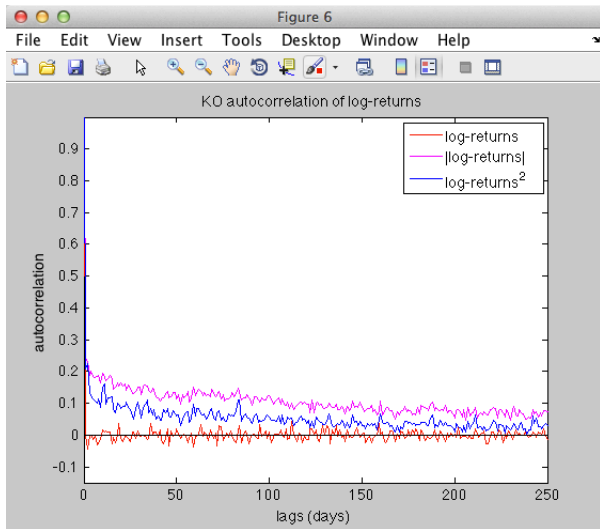 Figure 6
File Edit View Insert Tools Desktop Window Help
KO autocorrelation of log-returns
log-returns
|log-returns|
log-returns²
autocorrelation
0.9
0.8
0.7
0.6
0.5
0.4
0.3
0.2
0.1
0
-0.1
0 50 100 150 200 250
lags (days)